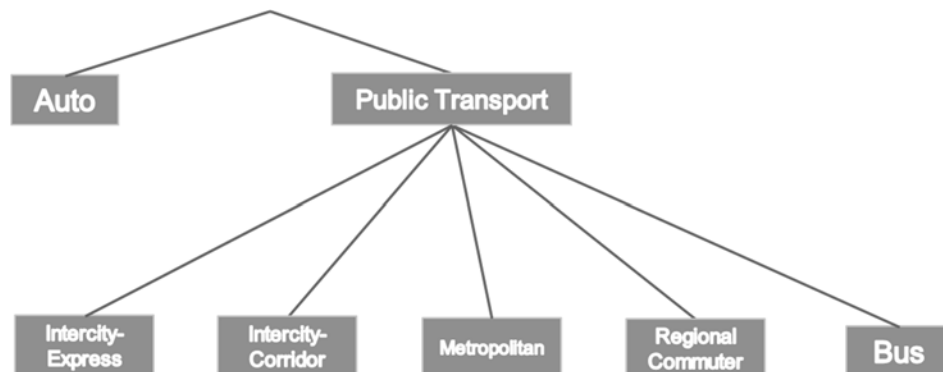 Auto
Public Transport
Intercity-
Express
Intercity-
Corridor
Metropolitan
Regional
Commuter
Bus